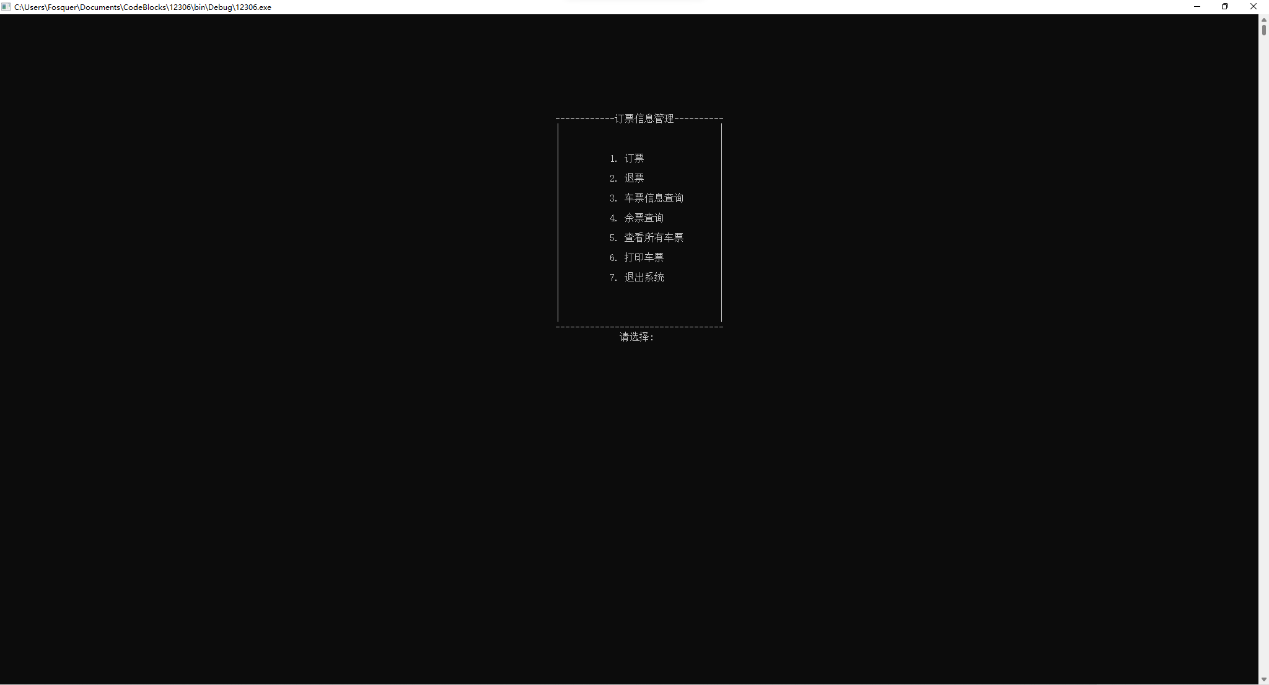 C:\Users\Fosquer\Documents\CodeBlocks\12306\bin\Debug\12306.exe
------------订票信息管理----------
1. 订票
2. 退票
3. 车票信息查询
4. 余票查询
5. 查看所有车票
6. 打印车票
7. 退出系统
----------------------------------
请选择: